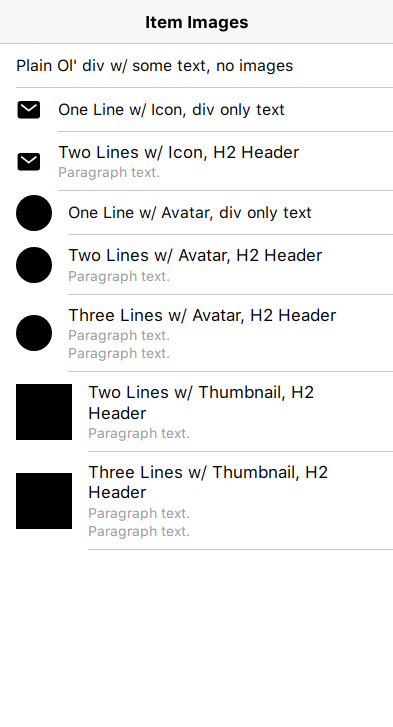 Item Images
Plain Ol' div w/ some text, no images
One Line w/ Icon, div only text
Two Lines w/ Icon, H2 Header
Paragraph text.
One Line w/ Avatar, div only text
Two Lines w/ Avatar, H2 Header
Paragraph text.
Three Lines w/ Avatar, H2 Header
Paragraph text.
Paragraph text.
Two Lines w/ Thumbnail, H2
Header
Paragraph text.
Three Lines w/ Thumbnail, H2
Header
Paragraph text.
Paragraph text.